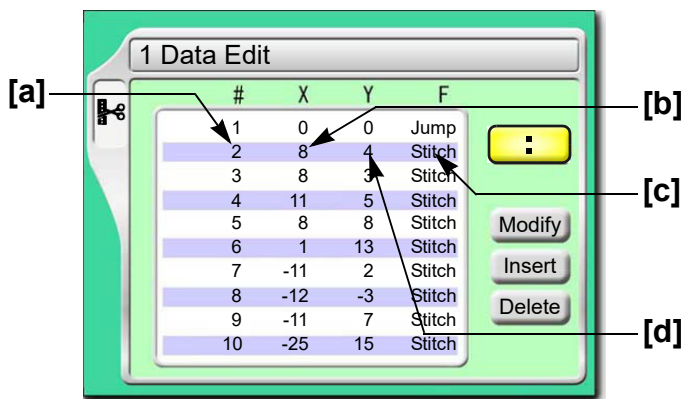 1 Data Edit
[a]
# X Y F
[b]
1 0 0 Jump
2 8 4 Stitch
:
3 8 3 Stitch
[c]
4 11 5 Stitch
5 8 8 Stitch
Modify
6 1 13 Stitch
7 -11 2 Stitch
Insert
8 -12 -3 Stitch
Delete
9 -11 7 Stitch
[d]
10 -25 15 Stitch